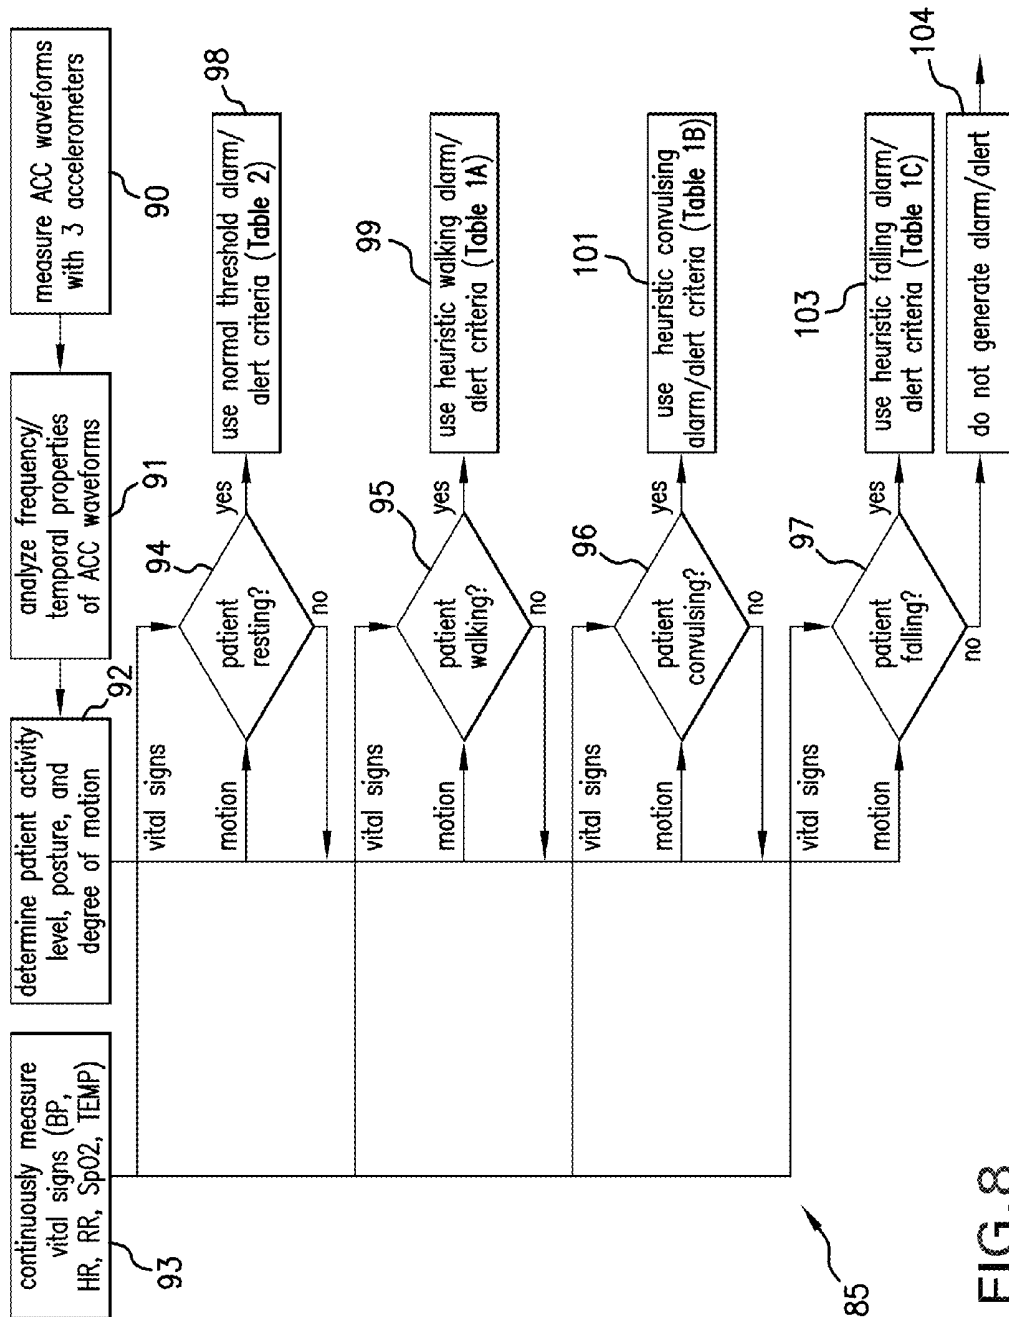 continuously measure
vital signs (BP,
HR, RR, SpO2, TEMP)
93
determine patient activity
level, posture, and
degree of motion
92
analyze frequency/
temporal properties
of ACC waveforms
91
measure ACC waveforms
with 3 accelerometers
90
vital signs
motion
patient
resting?
94
yes
no
use normal threshold alarm/
alert criteria (Table 2)
98
vital signs
motion
patient
walking?
95
yes
no
use heuristic walking alarm/
alert criteria (Table 1A)
99
vital signs
motion
patient
convulsing?
96
yes
no
use heuristic convulsing
alarm/alert criteria (Table 1B)
101
vital signs
motion
patient
falling?
97
yes
no
use heuristic falling alarm/
alert criteria (Table 1C)
103
do not generate alarm/alert
104
85
FIG.8